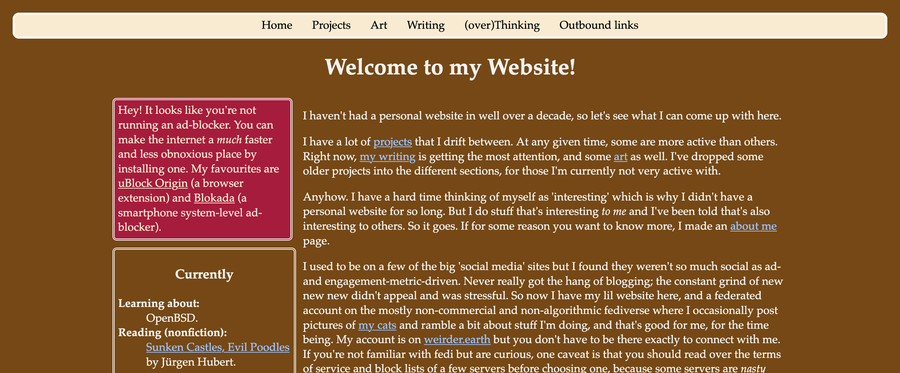 Home Projects Art Writing (over)Thinking Outbound links
Welcome to my Website!
Hey! It looks like you're not
running an ad-blocker. You can
make the internet a much faster
and less obnoxious place by
installing one. My favourites are
uBlock Origin (a browser
extension) and Blokada (a
smartphone system-level ad-
blocker).
Currently
Learning about:
OpenBSD.
Reading (nonfiction):
Sunken Castles, Evil Poodles
by Jürgen Hubert.
I haven't had a personal website in well over a decade, so let's see what I can come up with here.
I have a lot of projects that I drift between. At any given time, some are more active than others.
Right now, my writing is getting the most attention, and some art as well. I've dropped some
older projects into the different sections, for those I'm currently not very active with.
Anyhow. I have a hard time thinking of myself as 'interesting' which is why I didn't have a
personal website for so long. But I do stuff that's interesting to me and I've been told that's also
interesting to others. So it goes. If for some reason you want to know more, I made an about me
page.
I used to be on a few of the big 'social media' sites but I found they weren't so much social as ad-
and engagement-metric-driven. Never really got the hang of blogging; the constant grind of new
new new didn't appeal and was stressful. So now I have my lil website here, and a federated
account on the mostly non-commercial and non-algorithmic fediverse where I occasionally post
pictures of my cats and ramble a bit about stuff I'm doing, and that's good for me, for the time
being. My account is on weirder.earth but you don't have to be there exactly to connect with me.
If you're not familiar with fedi but are curious, one caveat is that you should read over the terms
of service and block lists of a few servers before choosing one, because some servers are nasty